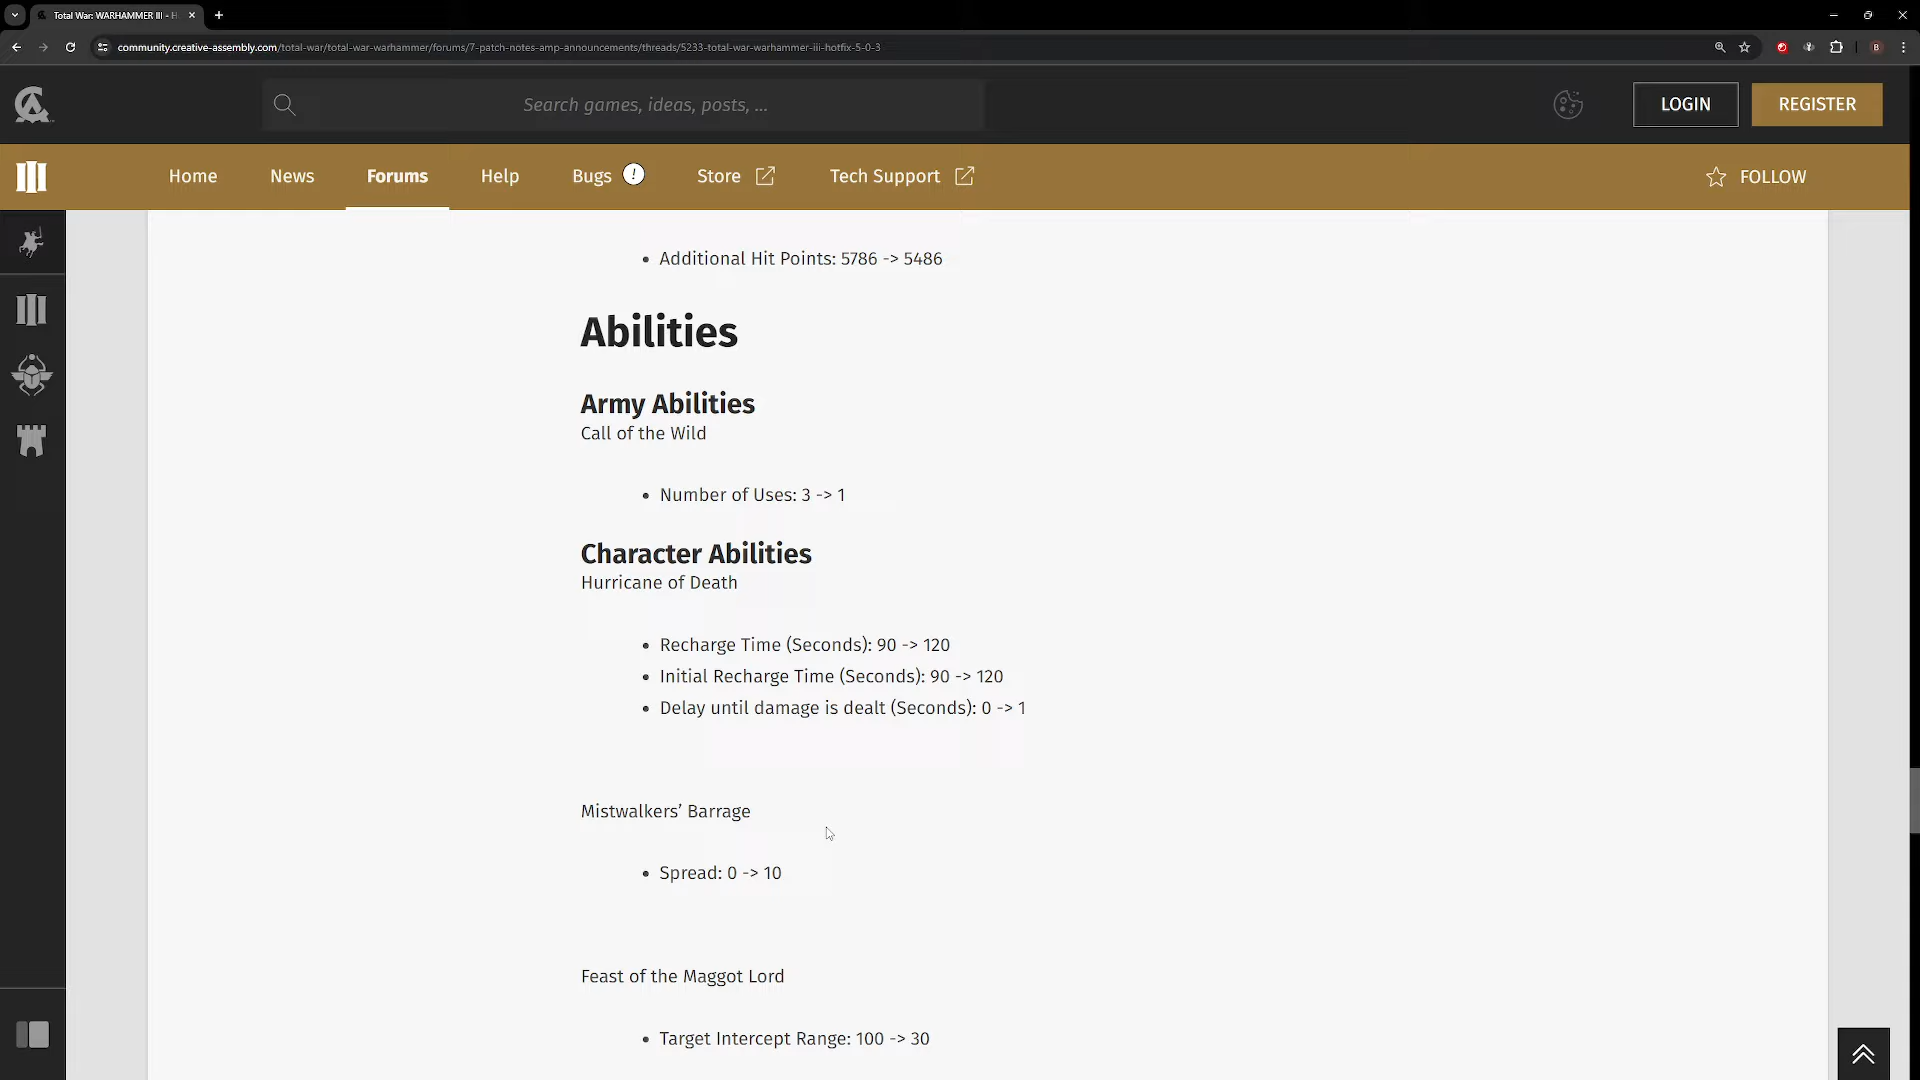 Total War: WARHAMMER III - H
community.creative-assembly.com/total-war/total-war-warhammer/forums/7-patch-notes-amp-announcements/threads/5233-total-war-warhammer-iii-hotfix-5-0-3
B
Search games, ideas, posts, ...
LOGIN
REGISTER
Home
News
Forums
Help
Bugs
!
Store
Tech Support
FOLLOW
• Additional Hit Points: 5786 -> 5486
Abilities
Army Abilities
Call of the Wild
• Number of Uses: 3 -> 1
Character Abilities
Hurricane of Death
• Recharge Time (Seconds): 90 -> 120
• Initial Recharge Time (Seconds): 90 -> 120
• Delay until damage is dealt (Seconds): 0 -> 1
Mistwalkers’ Barrage
• Spread: 0 -> 10
Feast of the Maggot Lord
• Target Intercept Range: 100 -> 30